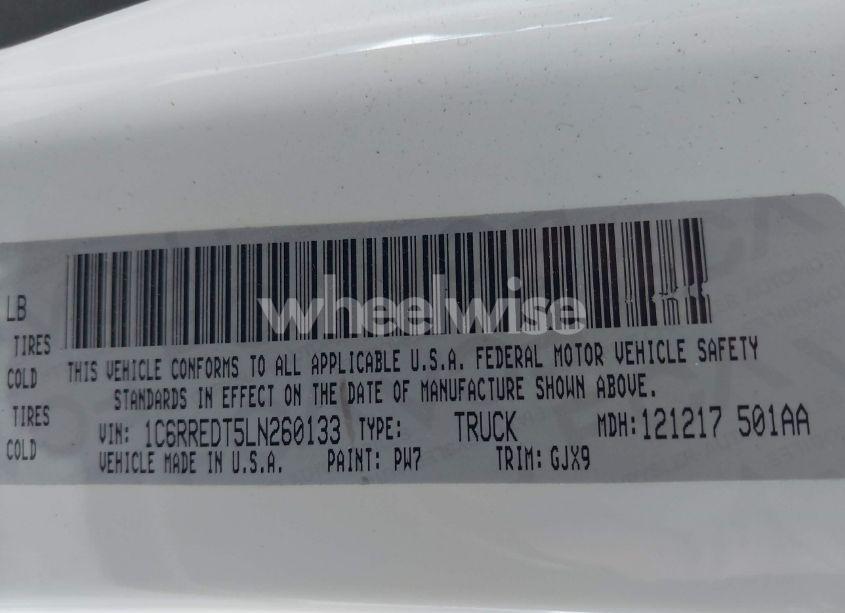 wheelwise
LB
TIRES
COLD
TIRES
COLD
THIS VEHICLE CONFORMS TO ALL APPLICABLE U.S.A. FEDERAL MOTOR VEHICLE SAFETY
STANDARDS IN EFFECT ON THE DATE OF MANUFACTURE SHOWN ABOVE.
VIN: 1C6RREDT5LN260133 TYPE: TRUCK MDH:121217 501AA
VEHICLE MADE IN U.S.A. PAINT: PW7 TRIM:GJX9